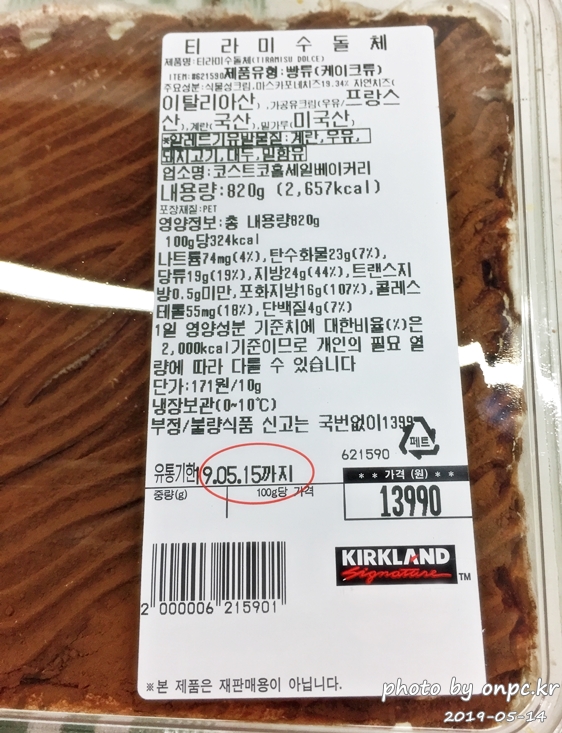 티라미수돌체
제품명:티라미수돌체(TIRAMISU DOLCE)
ITEM:#621590제품유형:빵류(케이크류)
주요성분:식물성크림,마스카포네치즈19.34% 자연치즈(
이탈리아산),가공유크림(우유/프랑스
산),계란(국산),밀가루(미국산)
*알레르기유발물질:계란,우유,
돼지고기,대두,밀함유
업소명:코스트코홀세일베이커리
내용량:820g (2,657kcal)
포장재질:PET
영양정보:총 내용량820g
100g당324kcal
나트륨74mg(4%),탄수화물23g(7%),
당류19g(19%),지방24g(44%),트랜스지
방0.5g미만,포화지방16g(107%),콜레스
테롤55mg(18%),단백질4g(7%)
1일 영양성분 기준치에 대한비율(%)은
2,000kcal기준이므로 개인의 필요 열
량에 따라 다를 수 있습니다
단가:171원/10g
냉장보관(0~10℃)
부정/불량식품 신고는 국번없이1399
페트
621590
유통기한19.05.15까지
**가격(원)**
중량(g) 100g당 가격
13990
KIRKLAND
Signature™
2 000006 215901
※본 제품은 재판매용이 아닙니다.
photo by onpc.kr
2019-05-14